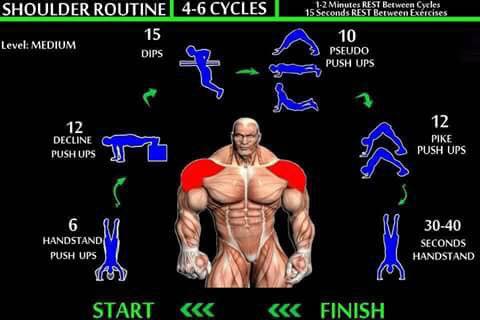 SHOULDER ROUTINE
4-6 CYCLES
1-2 Minutes REST Between Cycles
15 Seconds REST Between Exercises
Level: MEDIUM
15
DIPS
10
PSEUDO
PUSH UPS
12
DECLINE
PUSH UPS
12
PIKE
PUSH UPS
6
HANDSTAND
PUSH UPS
30-40
SECONDS
HANDSTAND
START
<<<
<<<
FINISH